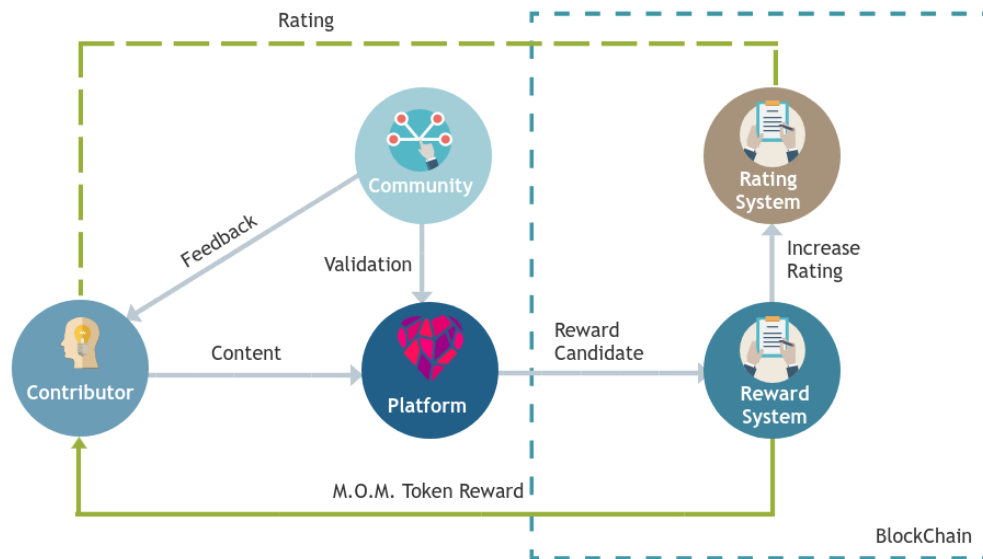 Rating
Community
Rating
System
Feedback
Validation
Increase
Rating
Content
Reward
Candidate
Contributor
Platform
Reward
System
M.O.M. Token Reward
BlockChain